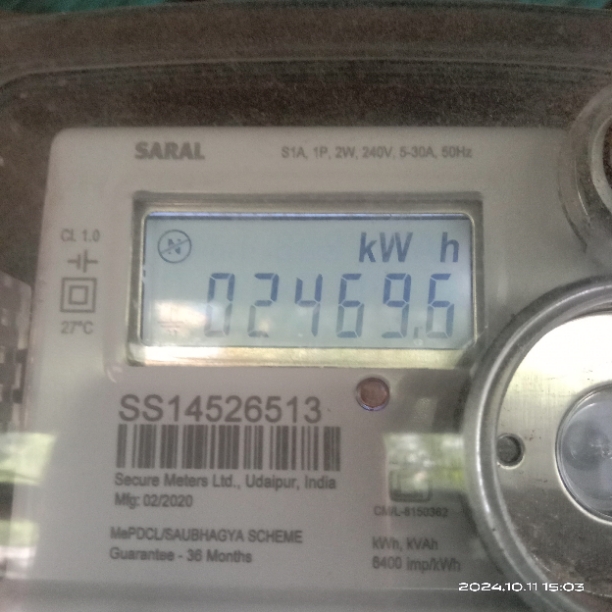 SARAL
S1A, 1P, 2W, 240V, 5-30A, 50Hz
CL 1.0
27°C
N
kW h
02469.6
SS14526513
Secure Meters Ltd., Udaipur, India
Mfg: 02/2020
MePDCL/SAUBHAGYA SCHEME
Guarantee - 36 Months
CM/L-8150362
kWh, kVAh
6400 imp/kWh
2024.10.11 15:03